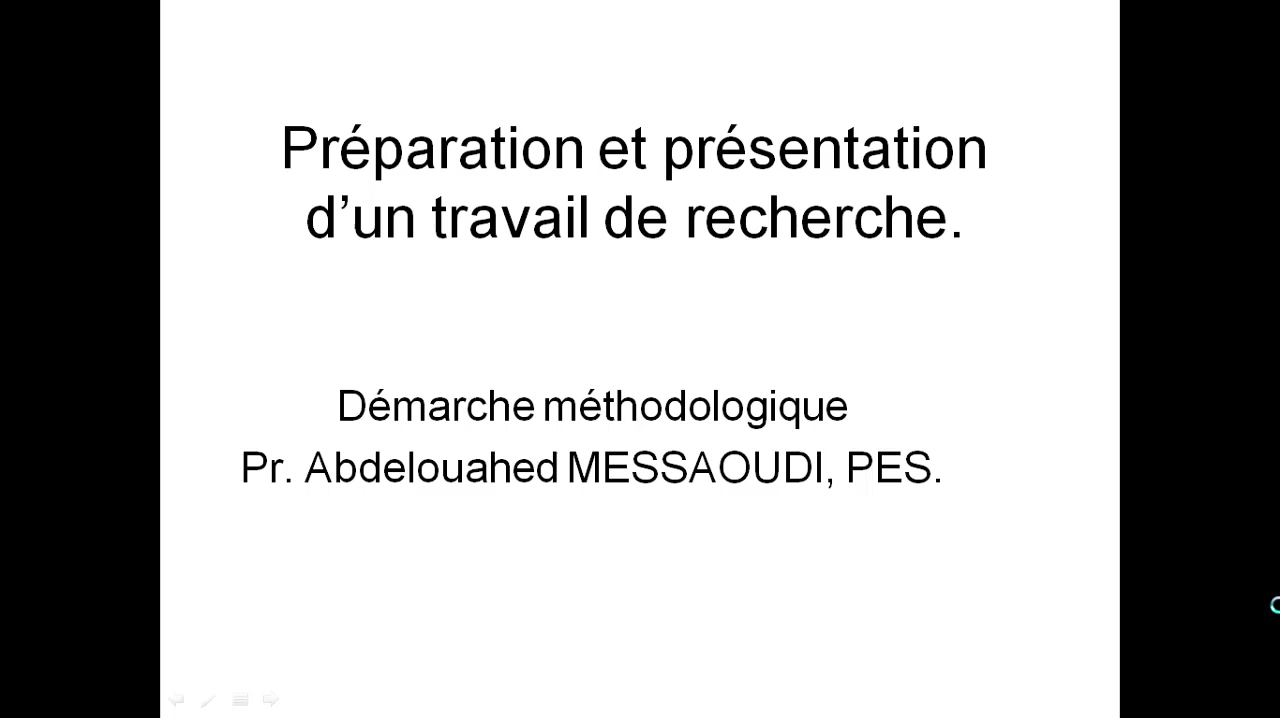 Préparation et présentation
d’un travail de recherche.
Démarche méthodologique
Pr. Abdelouahed MESSAOUDI, PES.